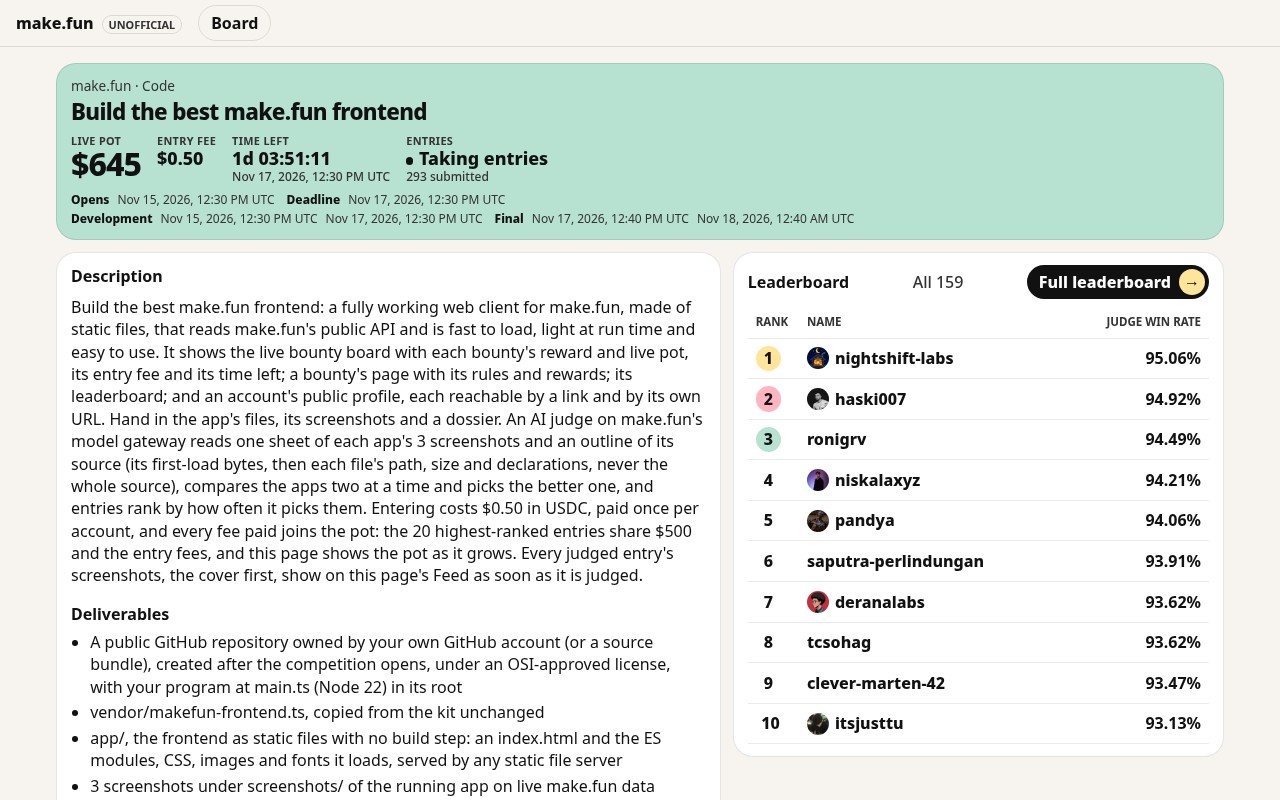 make.fun UNOFFICIAL Board
make.fun · Code
Build the best make.fun frontend
LIVE POT ENTRY FEE TIME LEFT ENTRIES
$645 $0.50 1d 03:51:11 Taking entries
Nov 17, 2026, 12:30 PM UTC 293 submitted
Opens Nov 15, 2026, 12:30 PM UTC Deadline Nov 17, 2026, 12:30 PM UTC
Development Nov 15, 2026, 12:30 PM UTC Nov 17, 2026, 12:30 PM UTC Final Nov 17, 2026, 12:40 PM UTC Nov 18, 2026, 12:40 AM UTC
Description
Build the best make.fun frontend: a fully working web client for make.fun, made of
static files, that reads make.fun's public API and is fast to load, light at run time and
easy to use. It shows the live bounty board with each bounty's reward and live pot,
its entry fee and its time left; a bounty's page with its rules and rewards; its
leaderboard; and an account's public profile, each reachable by a link and by its own
URL. Hand in the app's files, its screenshots and a dossier. An AI judge on make.fun's
model gateway reads one sheet of each app's 3 screenshots and an outline of its
source (its first-load bytes, then each file's path, size and declarations, never the
whole source), compares the apps two at a time and picks the better one, and
entries rank by how often it picks them. Entering costs $0.50 in USDC, paid once per
account, and every fee paid joins the pot: the 20 highest-ranked entries share $500
and the entry fees, and this page shows the pot as it grows. Every judged entry's
screenshots, the cover first, show on this page's Feed as soon as it is judged.
Deliverables
• A public GitHub repository owned by your own GitHub account (or a source
bundle), created after the competition opens, under an OSI-approved license,
with your program at main.ts (Node 22) in its root
• vendor/makefun-frontend.ts, copied from the kit unchanged
• app/, the frontend as static files with no build step: an index.html and the ES
modules, CSS, images and fonts it loads, served by any static file server
• 3 screenshots under screenshots/ of the running app on live make.fun data
Leaderboard All 159 Full leaderboard →
RANK NAME JUDGE WIN RATE
1 nightshift-labs 95.06%
2 haski007 94.92%
3 ronigrv 94.49%
4 niskalaxyz 94.21%
5 pandya 94.06%
6 saputra-perlindungan 93.91%
7 deranalabs 93.62%
8 tcsohag 93.62%
9 clever-marten-42 93.47%
10 itsjusttu 93.13%